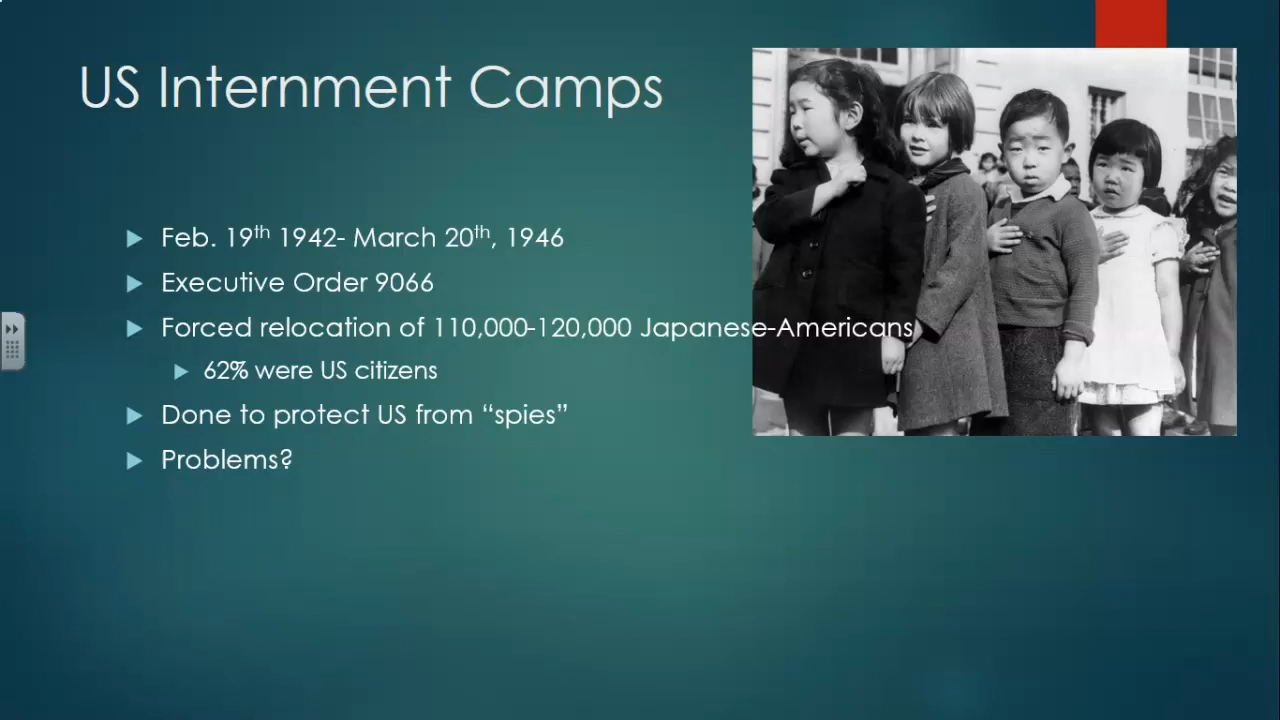 US Internment Camps
Feb. 19th 1942- March 20th, 1946
Executive Order 9066
Forced relocation of 110,000-120,000 Japanese-Americans
62% were US citizens
Done to protect US from “spies”
Problems?